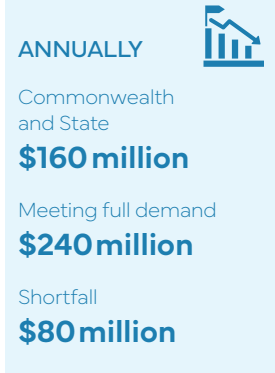 ANNUALLY
Commonwealth
and State
$160 million
Meeting full demand
$240 million
Shortfall
$80 million